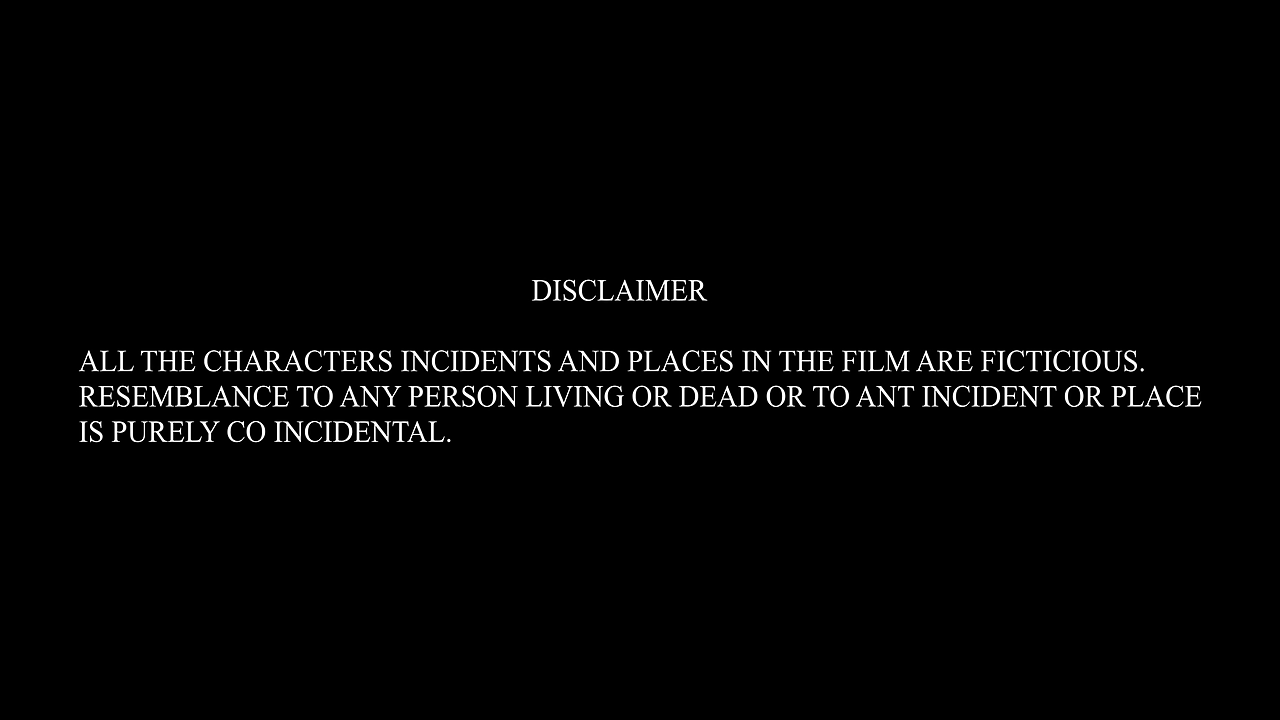 DISCLAIMER
ALL THE CHARACTERS INCIDENTS AND PLACES IN THE FILM ARE FICTICIOUS.
RESEMBLANCE TO ANY PERSON LIVING OR DEAD OR TO ANT INCIDENT OR PLACE
IS PURELY CO INCIDENTAL.